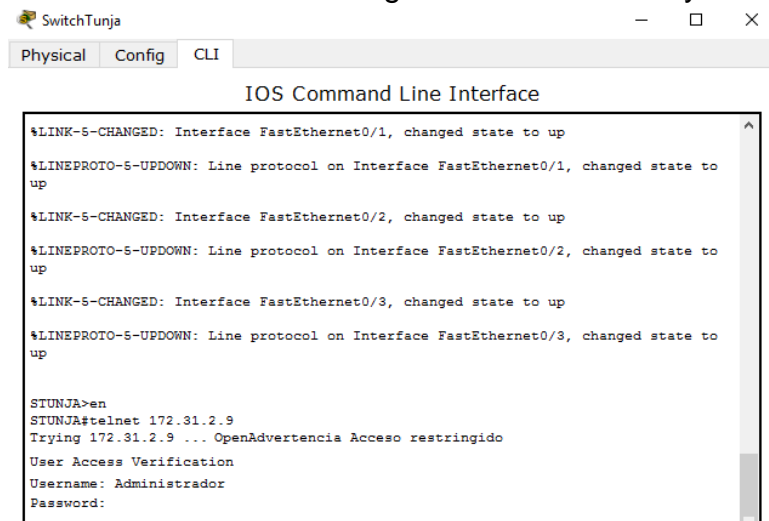 SwitchTunja
Physical Config CLI
IOS Command Line Interface
%LINK-5-CHANGED: Interface FastEthernet0/1, changed state to up
%LINEPROTO-5-UPDOWN: Line protocol on Interface FastEthernet0/1, changed state to
up
%LINK-5-CHANGED: Interface FastEthernet0/2, changed state to up
%LINEPROTO-5-UPDOWN: Line protocol on Interface FastEthernet0/2, changed state to
up
%LINK-5-CHANGED: Interface FastEthernet0/3, changed state to up
%LINEPROTO-5-UPDOWN: Line protocol on Interface FastEthernet0/3, changed state to
up
STUNJA>en
STUNJA#telnet 172.31.2.9
Trying 172.31.2.9 ... OpenAdvertencia Acceso restringido
User Access Verification
Username: Administrador
Password: